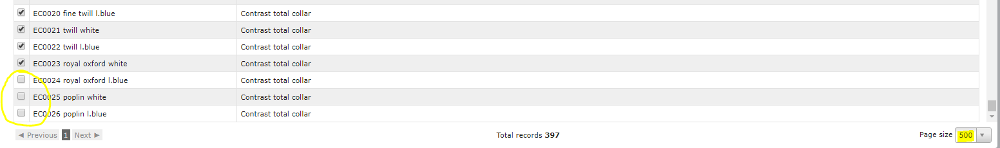 EC0020 fine twill l.blue Contrast total collar
EC0021 twill white Contrast total collar
EC0022 twill l.blue Contrast total collar
EC0023 royal oxford white Contrast total collar
EC0024 royal oxford l.blue Contrast total collar
EC0025 poplin white Contrast total collar
EC0026 poplin l.blue Contrast total collar
◄ Previous 1 Next ► Total records 397 Page size 500